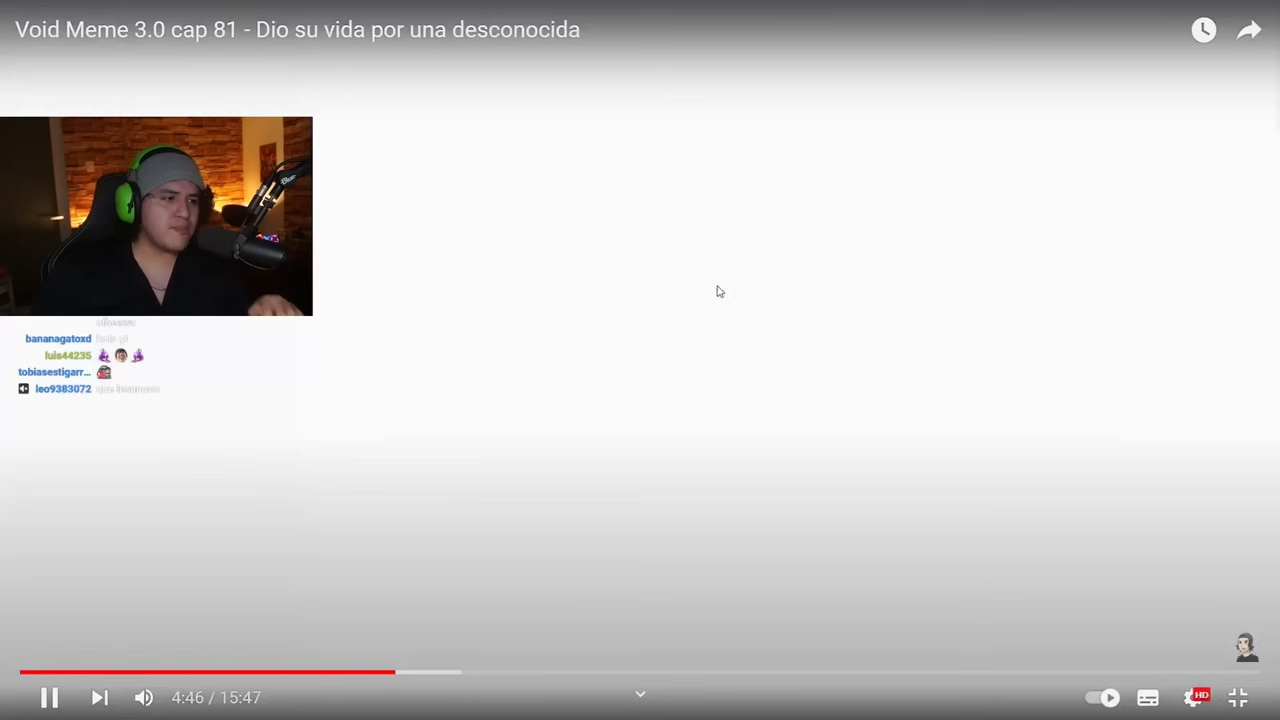 Void Meme 3.0 cap 81 - Dio su vida por una desconocida
bananagatoxd
luis44235
tobiasestigarr...
leo9383072 que
4:46 / 15:47
HD